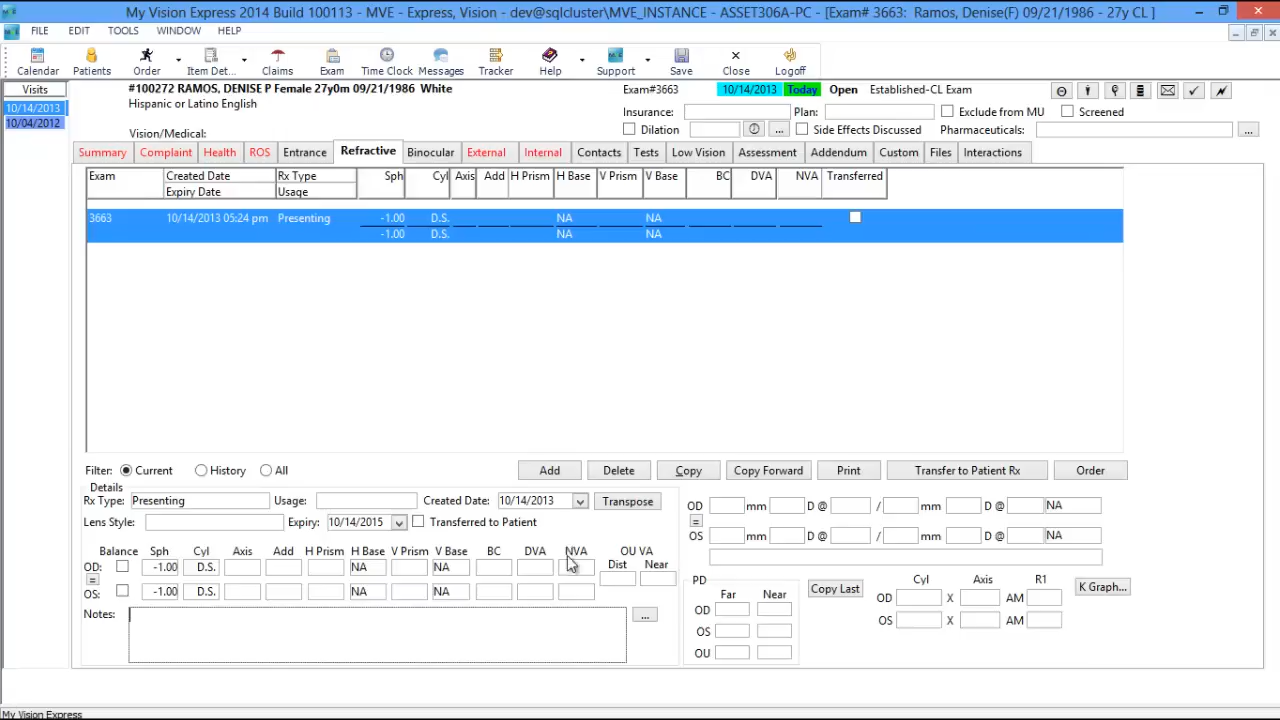 My Vision Express 2014 Build 100113 - MVE - Express, Vision - dev@sqlcluster\MVE_INSTANCE - ASSET306A-PC - [Exam# 3663: Ramos, Denise(F) 09/21/1986 - 27y CL ]
FILE EDIT TOOLS WINDOW HELP
Calendar Patients Order Item Det... Claims Exam Time Clock Messages Tracker Help Support Save Close Logoff
Visits
10/14/2013
10/04/2012
#100272 RAMOS, DENISE P Female 27y0m 09/21/1986 White
Hispanic or Latino English
Vision/Medical:
Exam#3663 10/14/2013 Today Open Established-CL Exam
Insurance: Plan: Exclude from MU Screened
Dilation ... Side Effects Discussed Pharmaceuticals: ...
Summary Complaint Health ROS Entrance Refractive Binocular External Internal Contacts Tests Low Vision Assessment Addendum Custom Files Interactions
Exam Created Date Rx Type Sph Cyl Axis Add H Prism H Base V Prism V Base BC DVA NVA Transferred
Expiry Date Usage
3663 10/14/2013 05:24 pm Presenting -1.00 D.S. NA NA
-1.00 D.S. NA NA
Filter: Current History All Add Delete Copy Copy Forward Print Transfer to Patient Rx Order
Details
Rx Type: Presenting Usage: Created Date: 10/14/2013 Transpose
Lens Style: Expiry: 10/14/2015 Transferred to Patient
Balance Sph Cyl Axis Add H Prism H Base V Prism V Base BC DVA NVA OU VA
Dist Near
OD: -1.00 D.S. NA NA
=
OS: -1.00 D.S. NA NA
Notes: ...
OD mm D @ / mm D @ NA
=
OS mm D @ / mm D @ NA
PD
Far Near
OD
OS
OU
Copy Last
Cyl Axis R1
OD X AM
OS X AM
K Graph...
My Vision Express